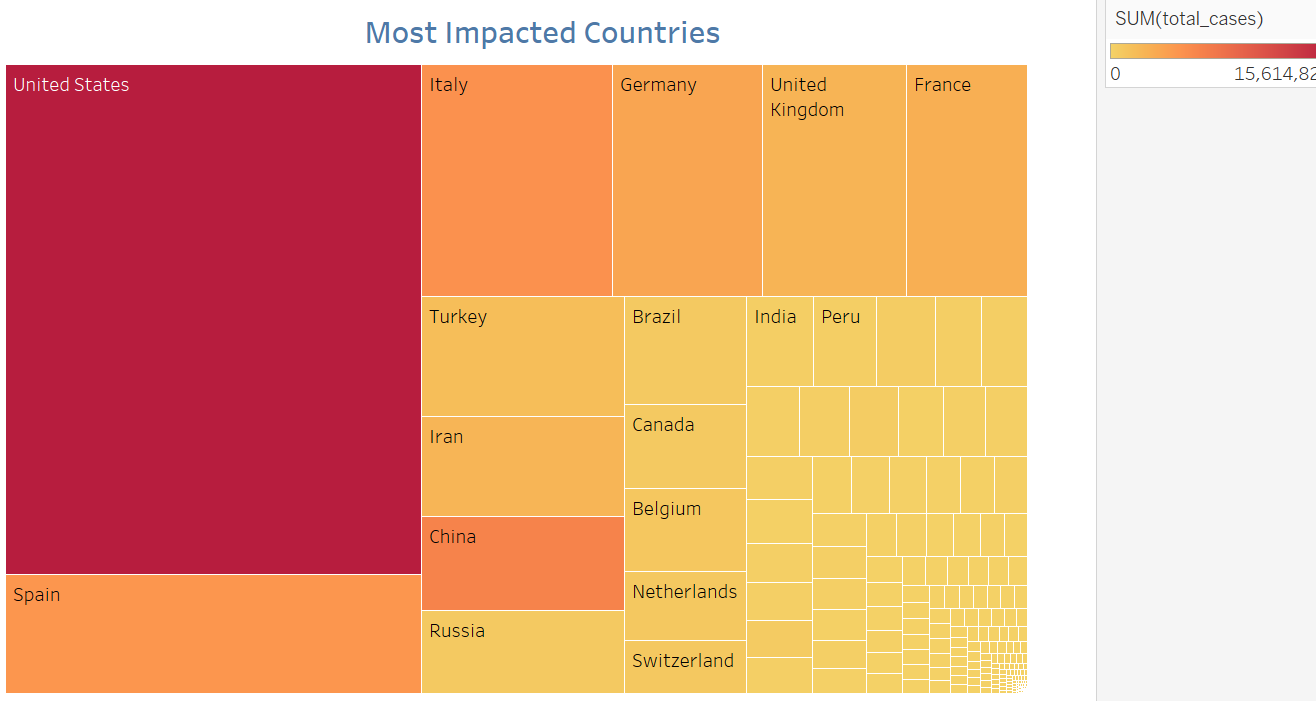 Most Impacted Countries
SUM(total_cases)
0
15,614,82
United States
Italy
Germany
United
Kingdom
France
Turkey
Brazil
India
Peru
Canada
Iran
Belgium
China
Netherlands
Spain
Russia
Switzerland